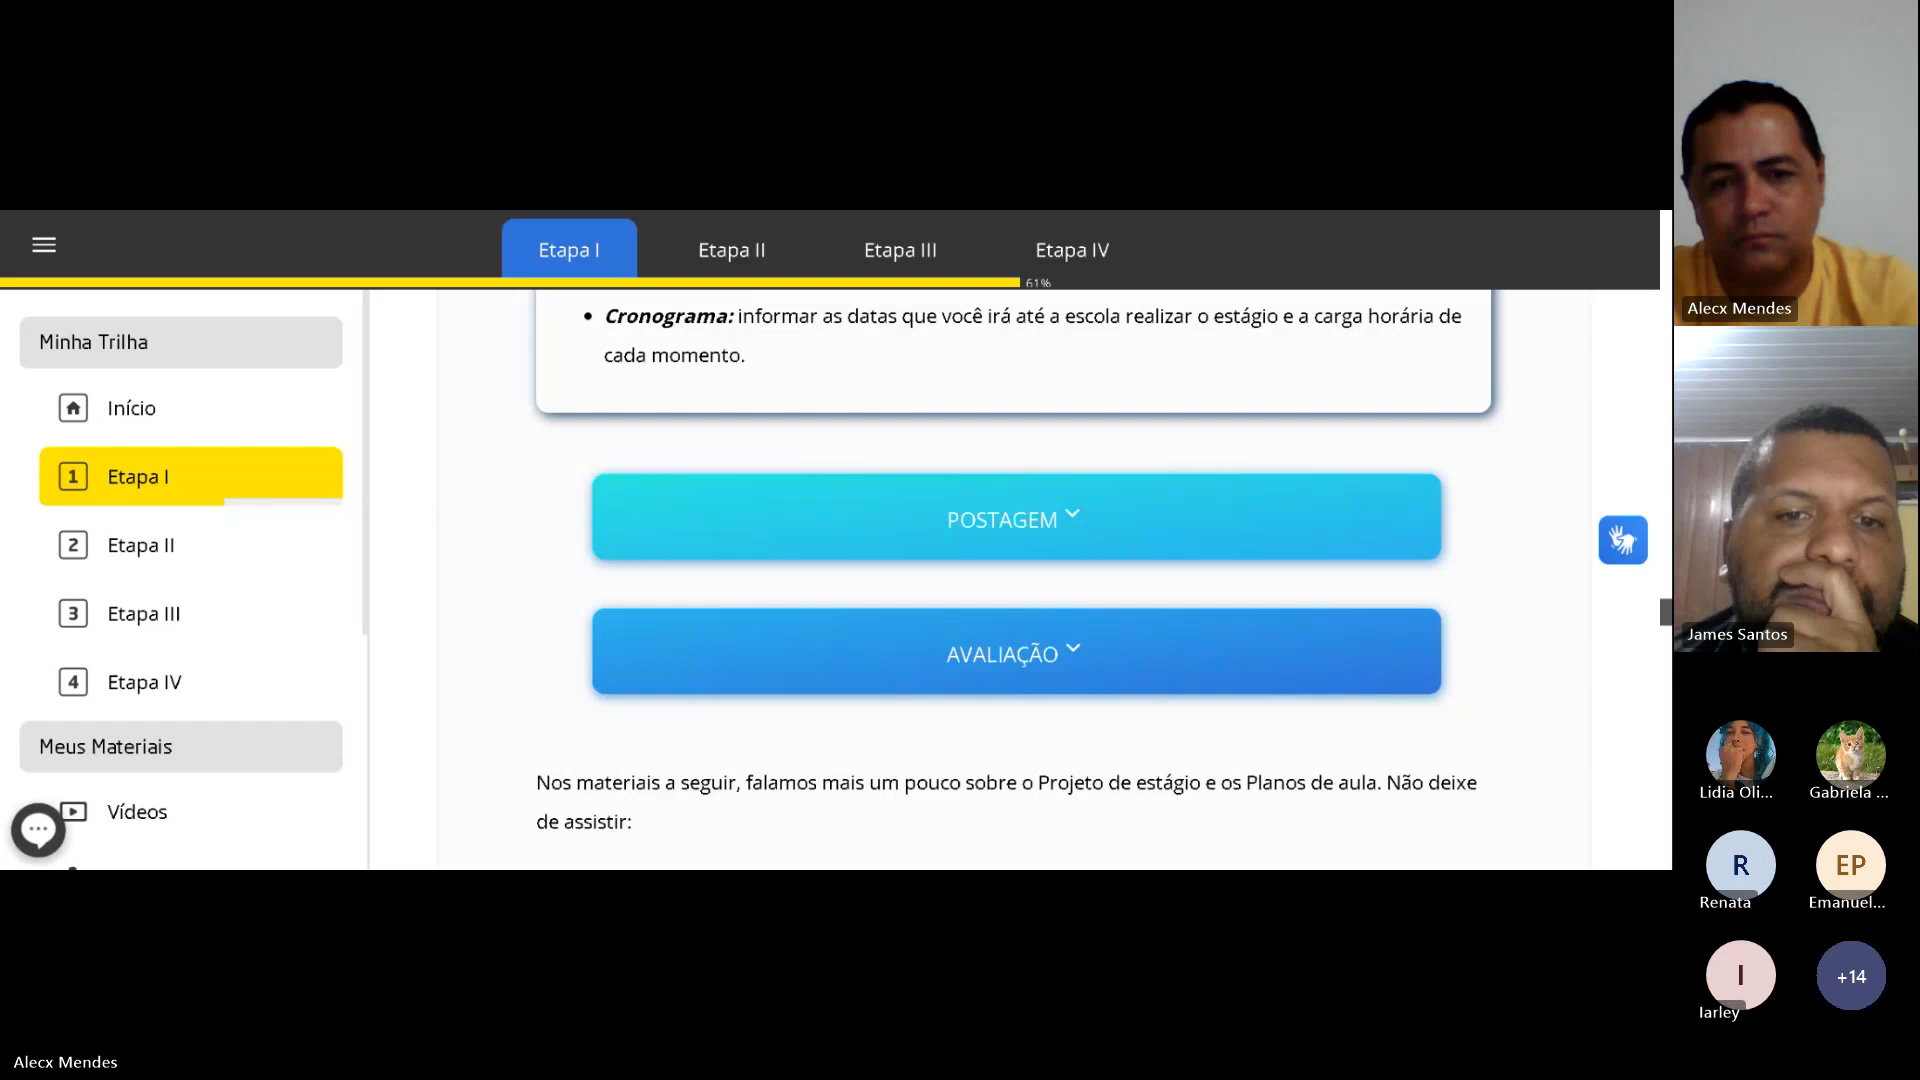 Etapa I
Etapa II
Etapa III
Etapa IV
61%
Minha Trilha
Início
1 Etapa I
2 Etapa II
3 Etapa III
4 Etapa IV
Meus Materiais
Vídeos
• Cronograma: informar as datas que você irá até a escola realizar o estágio e a carga horária de
cada momento.
POSTAGEM
AVALIAÇÃO
Nos materiais a seguir, falamos mais um pouco sobre o Projeto de estágio e os Planos de aula. Não deixe
de assistir:
Alecx Mendes
James Santos
Lidia Oli...
Gabriela ...
R
Renata
EP
Emanuel...
I
Iarley
+14
Alecx Mendes